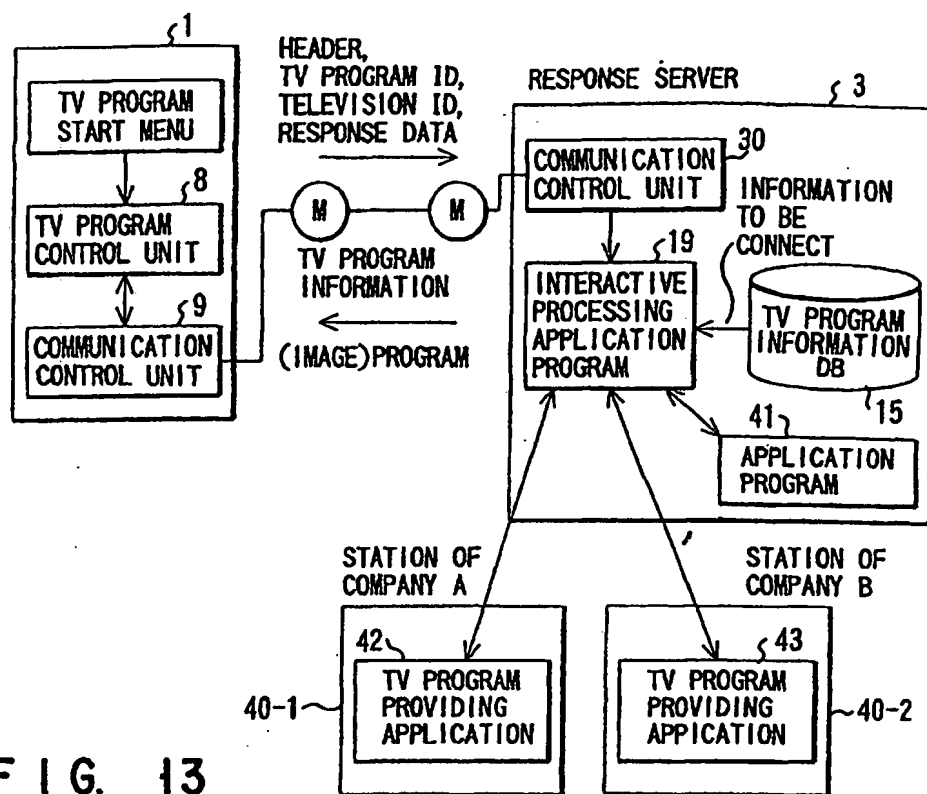 1
TV PROGRAM
START MENU
8
TV PROGRAM
CONTROL UNIT
9
COMMUNICATION
CONTROL UNIT
HEADER,
TV PROGRAM ID,
TELEVISION ID,
RESPONSE DATA
M
M
TV PROGRAM
INFORMATION
(IMAGE)PROGRAM
RESPONSE SERVER
3
COMMUNICATION
CONTROL UNIT
30
INFORMATION
TO BE
CONNECT
19
INTERACTIVE
PROCESSING
APPLICATION
PROGRAM
TV PROGRAM
INFORMATION
DB
15
41
APPLICATION
PROGRAM
STATION OF
COMPANY A
42
TV PROGRAM
PROVIDING
APPLICATION
40-1
STATION OF
COMPANY B
43
TV PROGRAM
PROVIDING
APPICATION
40-2
FIG. 13